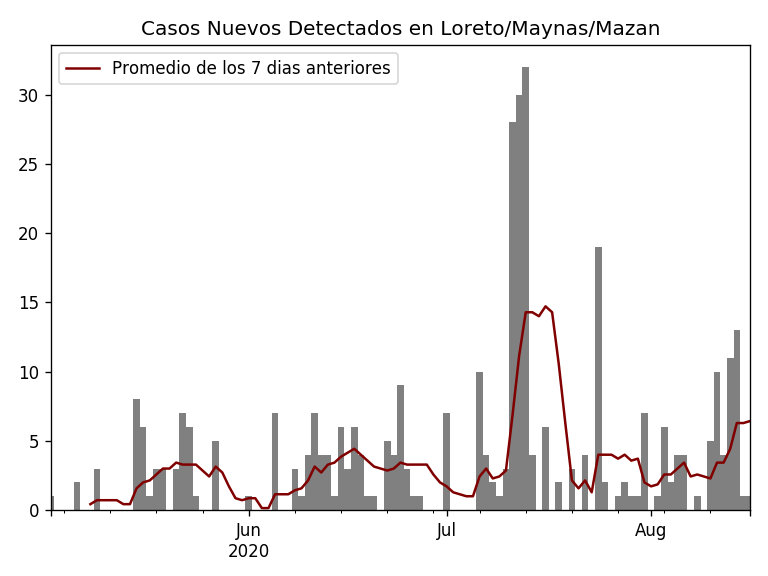 Casos Nuevos Detectados en Loreto/Maynas/Mazan
Promedio de los 7 dias anteriores
30
25
20
15
10
5
0
Jun
2020
Jul
Aug